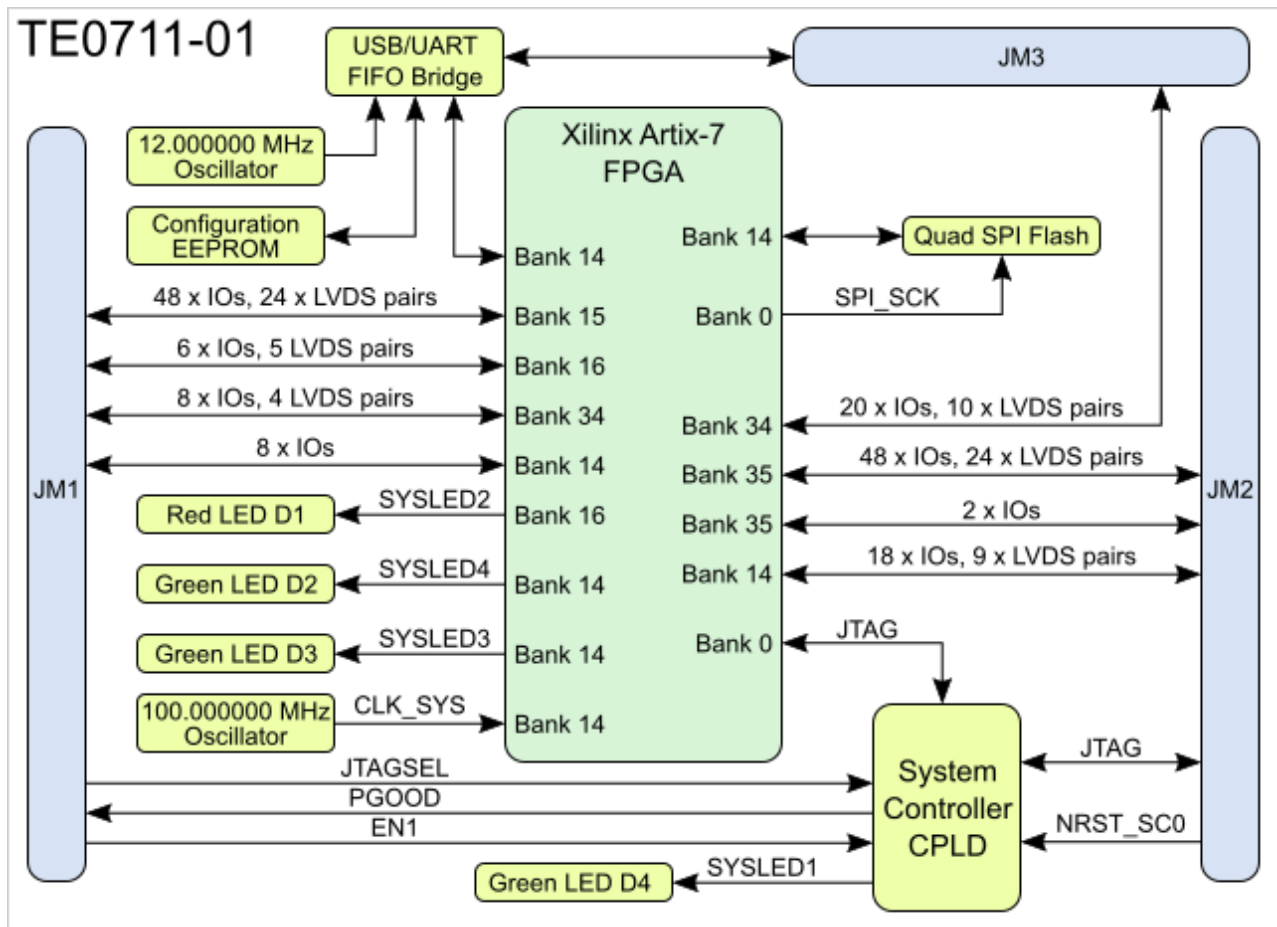 TE0711-01
USB/UART
FIFO Bridge
JM3
12.000000 MHz
Oscillator
Configuration
EEPROM
Xilinx Artix-7
FPGA
Bank 14
Bank 14
Quad SPI Flash
48 x IOs, 24 x LVDS pairs
Bank 15
Bank 0
SPI_SCK
6 x IOs, 5 LVDS pairs
Bank 16
8 x IOs, 4 LVDS pairs
Bank 34
Bank 34
20 x IOs, 10 x LVDS pairs
8 x IOs
Bank 14
Bank 35
48 x IOs, 24 x LVDS pairs
JM1
JM2
Red LED D1
SYSLED2
Bank 16
Bank 35
2 x IOs
Green LED D2
SYSLED4
Bank 14
Bank 14
18 x IOs, 9 x LVDS pairs
Green LED D3
SYSLED3
Bank 14
Bank 0
JTAG
100.000000 MHz
Oscillator
CLK_SYS
Bank 14
JTAGSEL
PGOOD
EN1
System
Controller
CPLD
JTAG
NRST_SC0
Green LED D4
SYSLED1